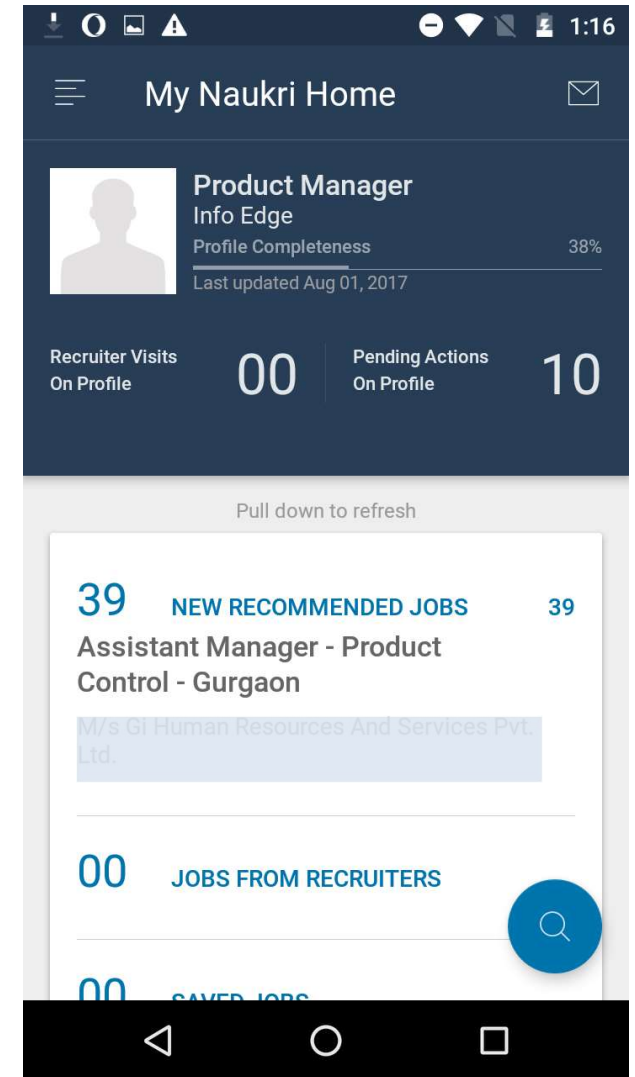 1:16
My Naukri Home
Product Manager
Info Edge
Profile Completeness 38%
Last updated Aug 01, 2017
Recruiter Visits
On Profile
00
Pending Actions
On Profile
10
Pull down to refresh
39 NEW RECOMMENDED JOBS 39
Assistant Manager - Product
Control - Gurgaon
M/s Gi Human Resources And Services Pvt.
Ltd.
00 JOBS FROM RECRUITERS
00 SAVED JOBS